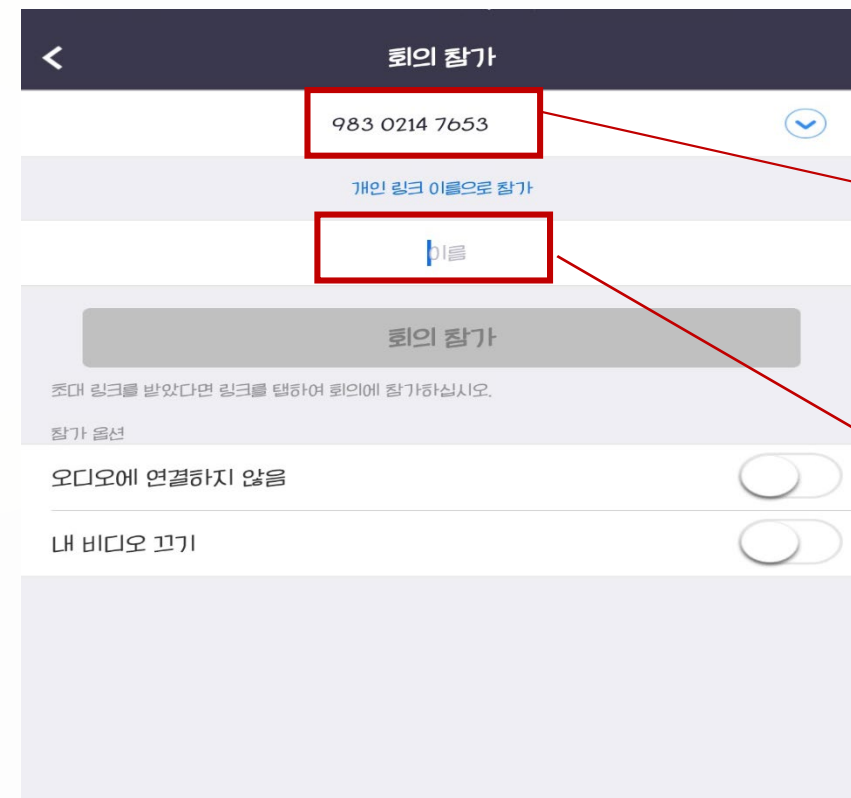 회의 참가
983 0214 7653
개인 링크 이름으로 참가
이름
회의 참가
초대 링크를 받았다면 링크를 탭하여 회의에 참가하십시오.
참가 옵션
오디오에 연결하지 않음
내 비디오 끄기